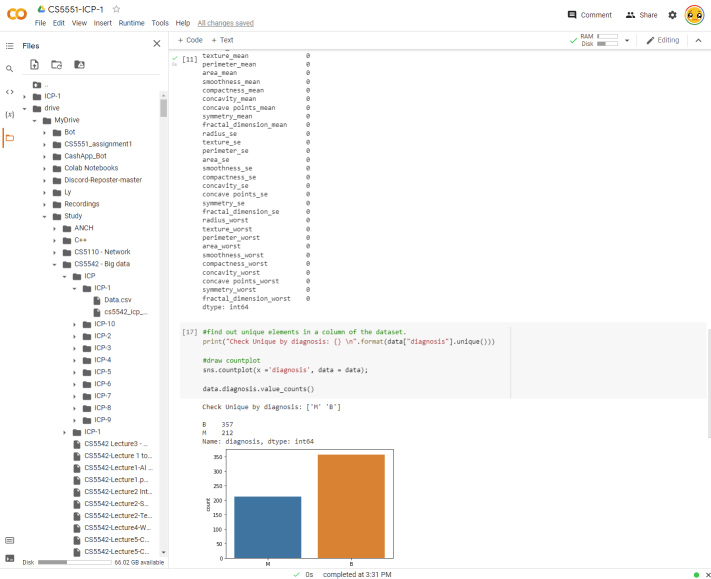 CS5551-ICP-1
File Edit View Insert Runtime Tools Help All changes saved
Comment
Share
+ Code + Text
RAM
Disk
Editing
Files
..
ICP-1
drive
MyDrive
Bot
CS5551_assignment1
CashApp_Bot
Colab Notebooks
Discord-Reposter-master
Ly
Recordings
Study
ANCH
C++
CS5110 - Network
CS5542 - Big data
ICP
ICP-1
Data.csv
cs5542_icp_...
ICP-10
ICP-2
ICP-3
ICP-4
ICP-5
ICP-6
ICP-7
ICP-8
ICP-9
ICP-1
CS5542 Lecture3 - ...
CS5542-Lecture 1 to...
CS5542-Lecture1-AI ...
CS5542-Lecture1.p...
CS5542-Lecture2 Int...
CS5542-Lecture2-S...
CS5542-Lecture2-Te...
CS5542-Lecture4-W...
CS5542-Lecture5-C...
CS5542-Lecture5-C...
Disk 66.02 GB available
[11]
0s
texture_mean 0
perimeter_mean 0
area_mean 0
smoothness_mean 0
compactness_mean 0
concavity_mean 0
concave points_mean 0
symmetry_mean 0
fractal_dimension_mean 0
radius_se 0
texture_se 0
perimeter_se 0
area_se 0
smoothness_se 0
compactness_se 0
concavity_se 0
concave points_se 0
symmetry_se 0
fractal_dimension_se 0
radius_worst 0
texture_worst 0
perimeter_worst 0
area_worst 0
smoothness_worst 0
compactness_worst 0
concavity_worst 0
concave points_worst 0
symmetry_worst 0
fractal_dimension_worst 0
dtype: int64
[17] #find out unique elements in a column of the dataset.
print("Check Unique by diagnosis: {} \n".format(data["diagnosis"].unique()))
#draw countplot
sns.countplot(x ='diagnosis', data = data);
data.diagnosis.value_counts()
Check Unique by diagnosis: ['M' 'B']
B 357
M 212
Name: diagnosis, dtype: int64
350
300
250
200
150
100
50
0
count
M B
0s completed at 3:31 PM